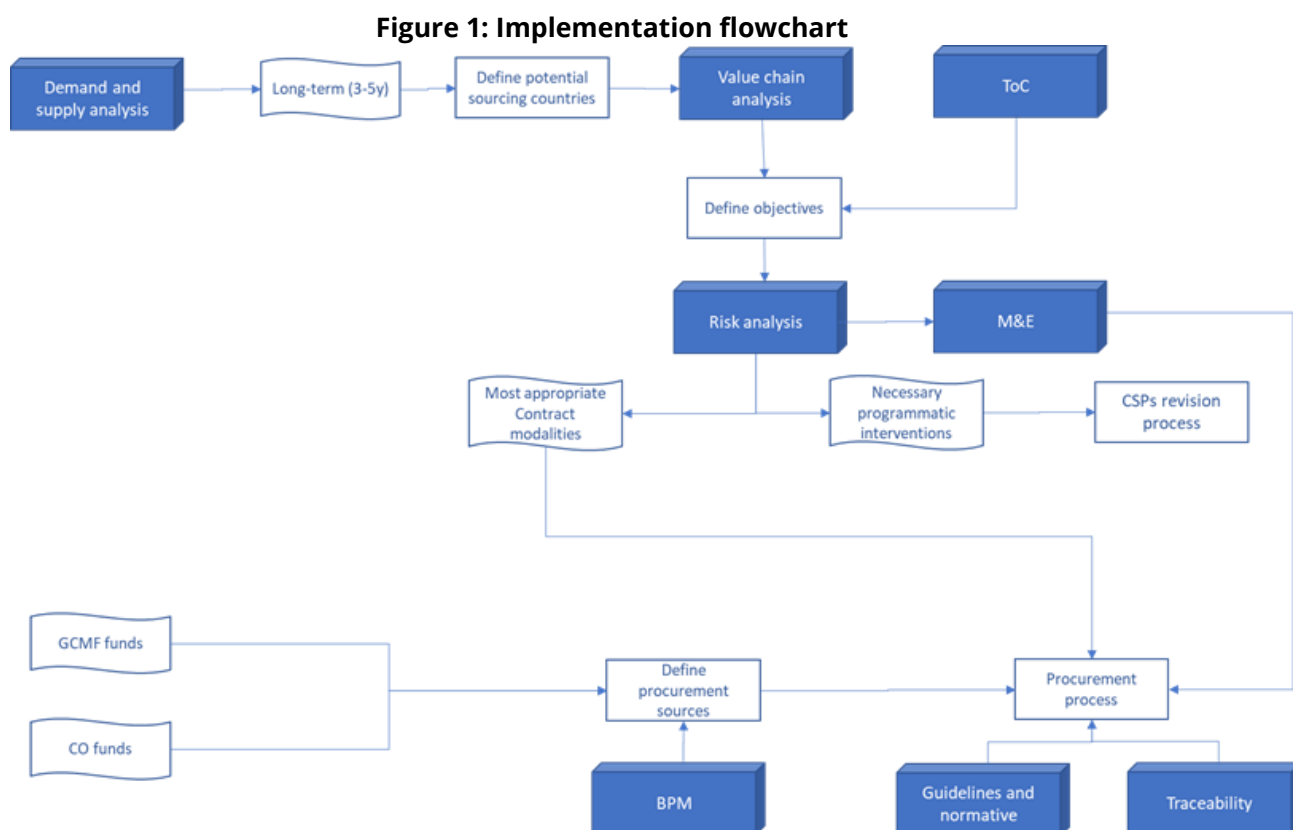 Figure 1: Implementation flowchart
Demand and
supply analysis
Long-term (3-5y)
Define potential
sourcing countries
Value chain
analysis
ToC
Define objectives
Risk analysis
M&E
Most appropriate
Contract
modalities
Necessary
programmatic
interventions
CSPs revision
process
GCMF funds
Define
procurement
sources
Procurement
process
CO funds
BPM
Guidelines and
normative
Traceability